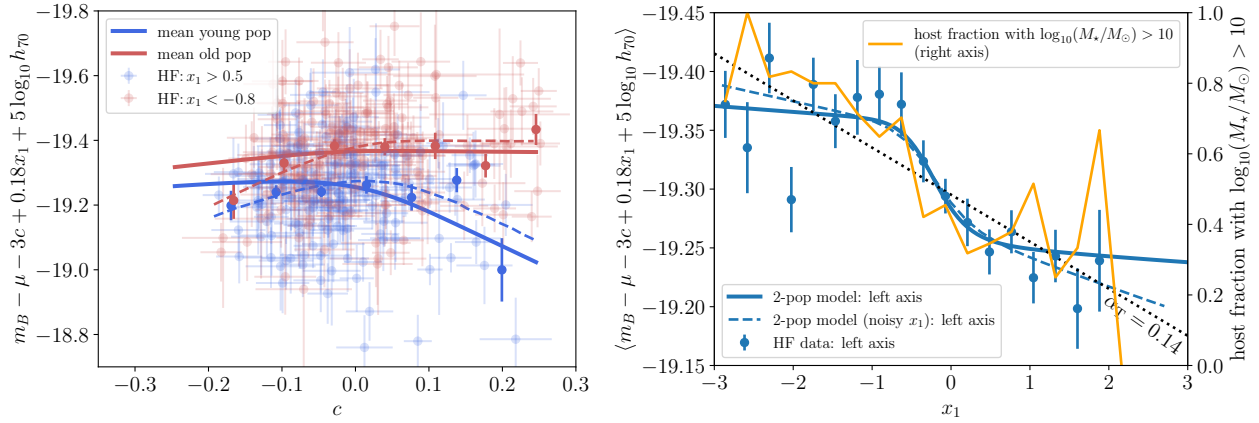 −19.8
−19.6
−19.4
−19.2
−19.0
−18.8
m_B − μ − 3c + 0.18x_1 + 5 log_10 h_70
mean young pop
mean old pop
HF: x_1 > 0.5
HF: x_1 < −0.8
−0.3 −0.2 −0.1 0.0 0.1 0.2 0.3
c
−19.45
−19.40
−19.35
−19.30
−19.25
−19.20
−19.15
⟨m_B − μ − 3c + 0.18x_1 + 5 log_10 h_70⟩
host fraction with log_10(M_⋆/M_⊙) > 10
(right axis)
2-pop model: left axis
2-pop model (noisy x_1): left axis
HF data: left axis
α_T = 0.14
−3 −2 −1 0 1 2 3
x_1
1.0
0.8
0.6
0.4
0.2
0.0
host fraction with log_10(M_⋆/M_⊙) > 10